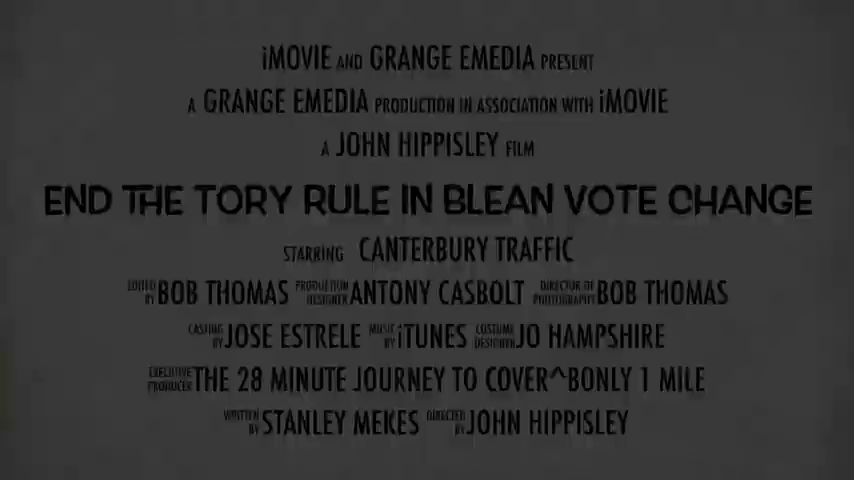 iMOVIE AND GRANGE EMEDIA PRESENT
A GRANGE EMEDIA PRODUCTION IN ASSOCIATION WITH iMOVIE
A JOHN HIPPISLEY FILM
END THE TORY RULE IN BLEAN VOTE CHANGE
STARRING CANTERBURY TRAFFIC
EDITED BY BOB THOMAS PRODUCTION DESIGNER ANTONY CASBOLT DIRECTOR OF PHOTOGRAPHY BOB THOMAS
CASTING BY JOSE ESTRELE MUSIC BY iTUNES COSTUME DESIGNER JO HAMPSHIRE
EXECUTIVE PRODUCER THE 28 MINUTE JOURNEY TO COVER^BONLY 1 MILE
WRITTEN BY STANLEY MEKES DIRECTED BY JOHN HIPPISLEY